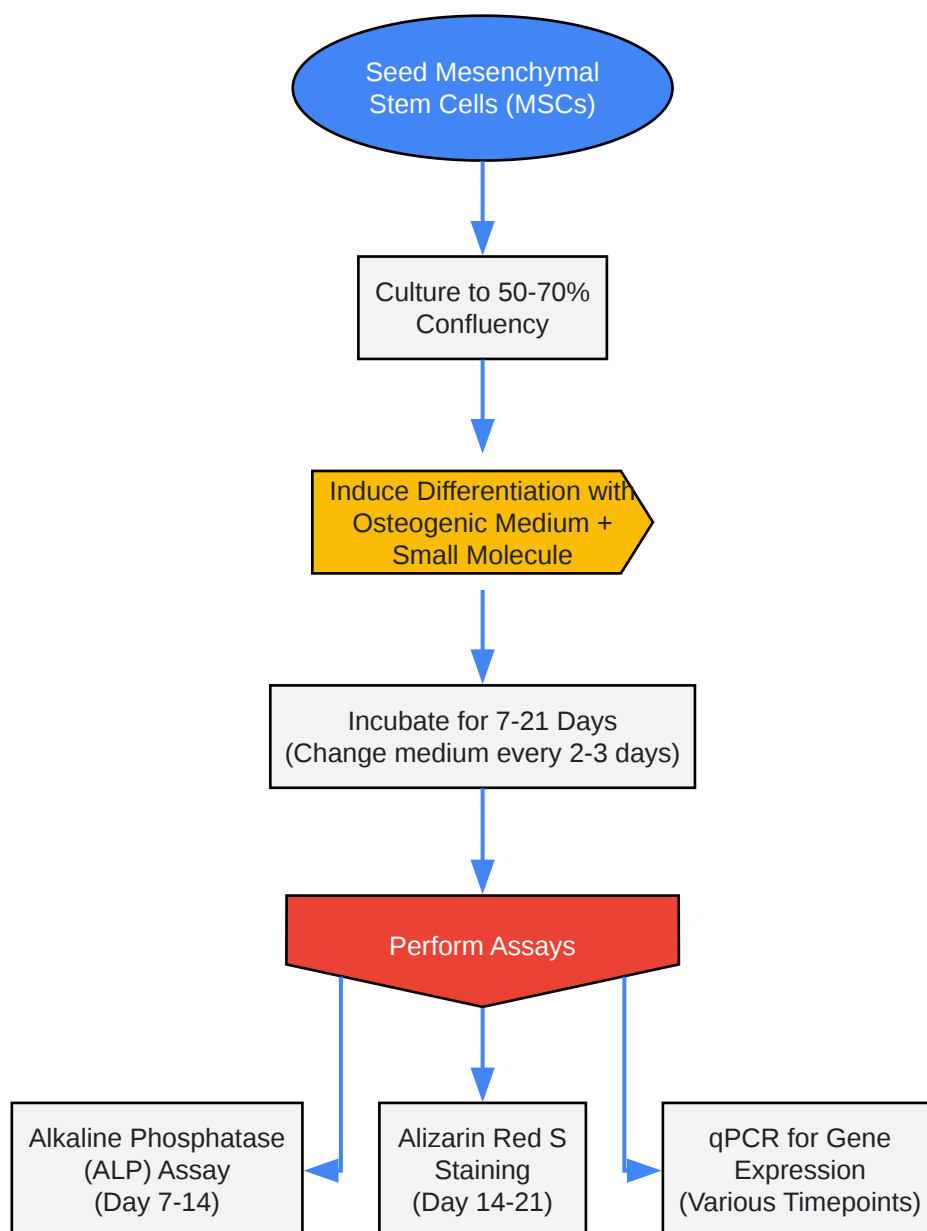 Seed Mesenchymal
Stem Cells (MSCs)
Culture to 50-70%
Confluency
Induce Differentiation with
Osteogenic Medium +
Small Molecule
Incubate for 7-21 Days
(Change medium every 2-3 days)
Perform Assays
Alkaline Phosphatase
(ALP) Assay
(Day 7-14)
Alizarin Red S
Staining
(Day 14-21)
qPCR for Gene
Expression
(Various Timepoints)